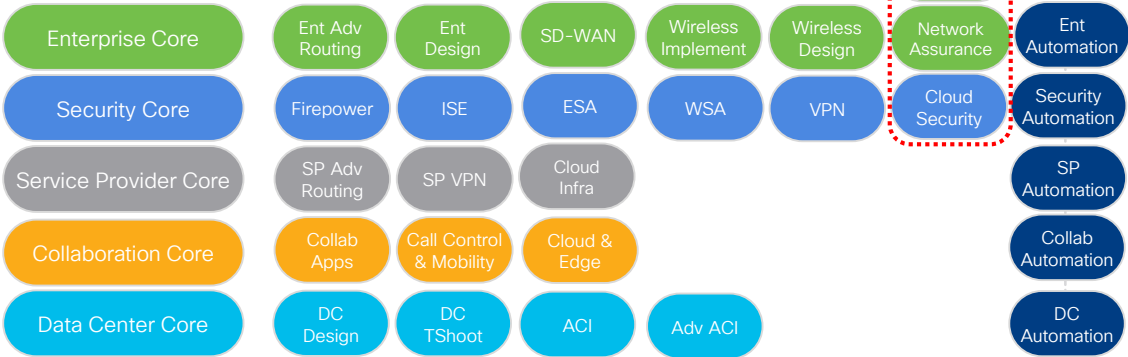 Enterprise Core
Ent Adv
Routing
Ent
Design
SD-WAN
Wireless
Implement
Wireless
Design
Network
Assurance
Ent
Automation
Security Core
Firepower
ISE
ESA
WSA
VPN
Cloud
Security
Security
Automation
Service Provider Core
SP Adv
Routing
SP VPN
Cloud
Infra
SP
Automation
Collaboration Core
Collab
Apps
Call Control
& Mobility
Cloud &
Edge
Collab
Automation
Data Center Core
DC
Design
DC
TShoot
ACI
Adv ACI
DC
Automation